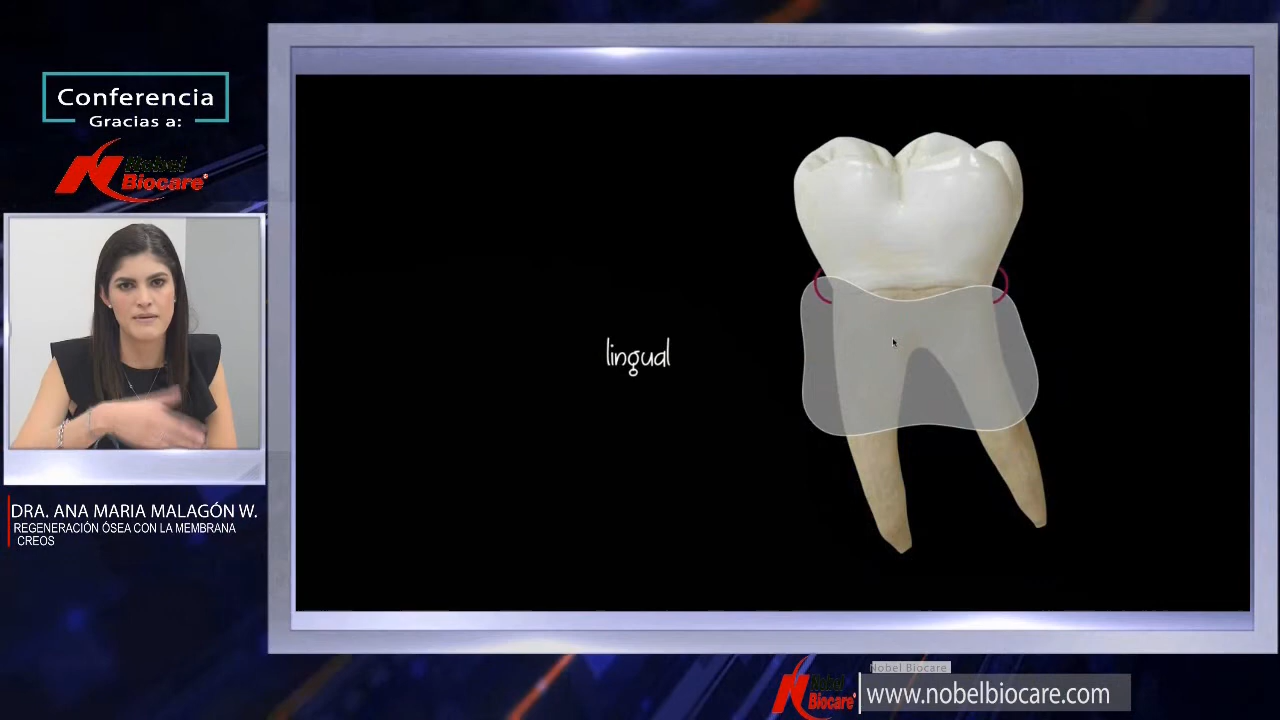 Conferencia
Gracias a:
Nobel
Biocare
lingual
DRA. ANA MARIA MALAGÓN W.
REGENERACIÓN ÓSEA CON LA MEMBRANA
CREOS
Nobel Biocare
Nobel
Biocare
www.nobelbiocare.com